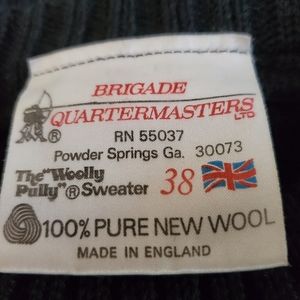 BRIGADE
QUARTERMASTERS LTD
®
RN 55037
Powder Springs Ga. 30073
The "Woolly
Pully"® Sweater 38
100% PURE NEW WOOL
MADE IN ENGLAND